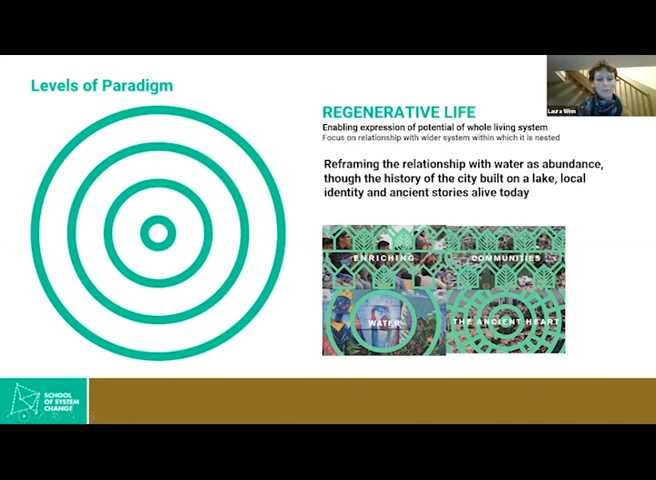 Levels of Paradigm
Laura Winn
REGENERATIVE LIFE
Enabling expression of potential of whole living system
Focus on relationship with wider system within which it is nested
Reframing the relationship with water as abundance,
though the history of the city built on a lake, local
identity and ancient stories alive today
ENRICHING
COMMUNITIES
WATER
THE ANCIENT HEART
SCHOOL
OF SYSTEM
CHANGE